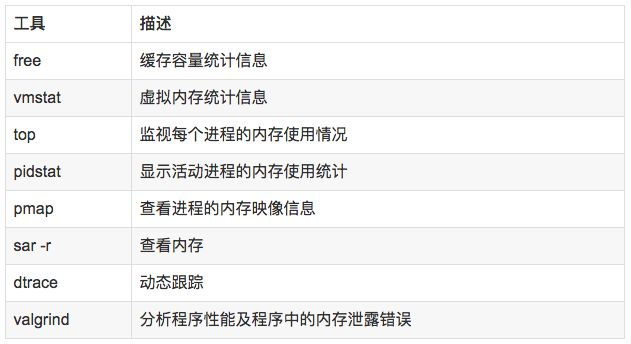 工具 描述
free 缓存容量统计信息
vmstat 虚拟内存统计信息
top 监视每个进程的内存使用情况
pidstat 显示活动进程的内存使用统计
pmap 查看进程的内存映像信息
sar -r 查看内存
dtrace 动态跟踪
valgrind 分析程序性能及程序中的内存泄露错误